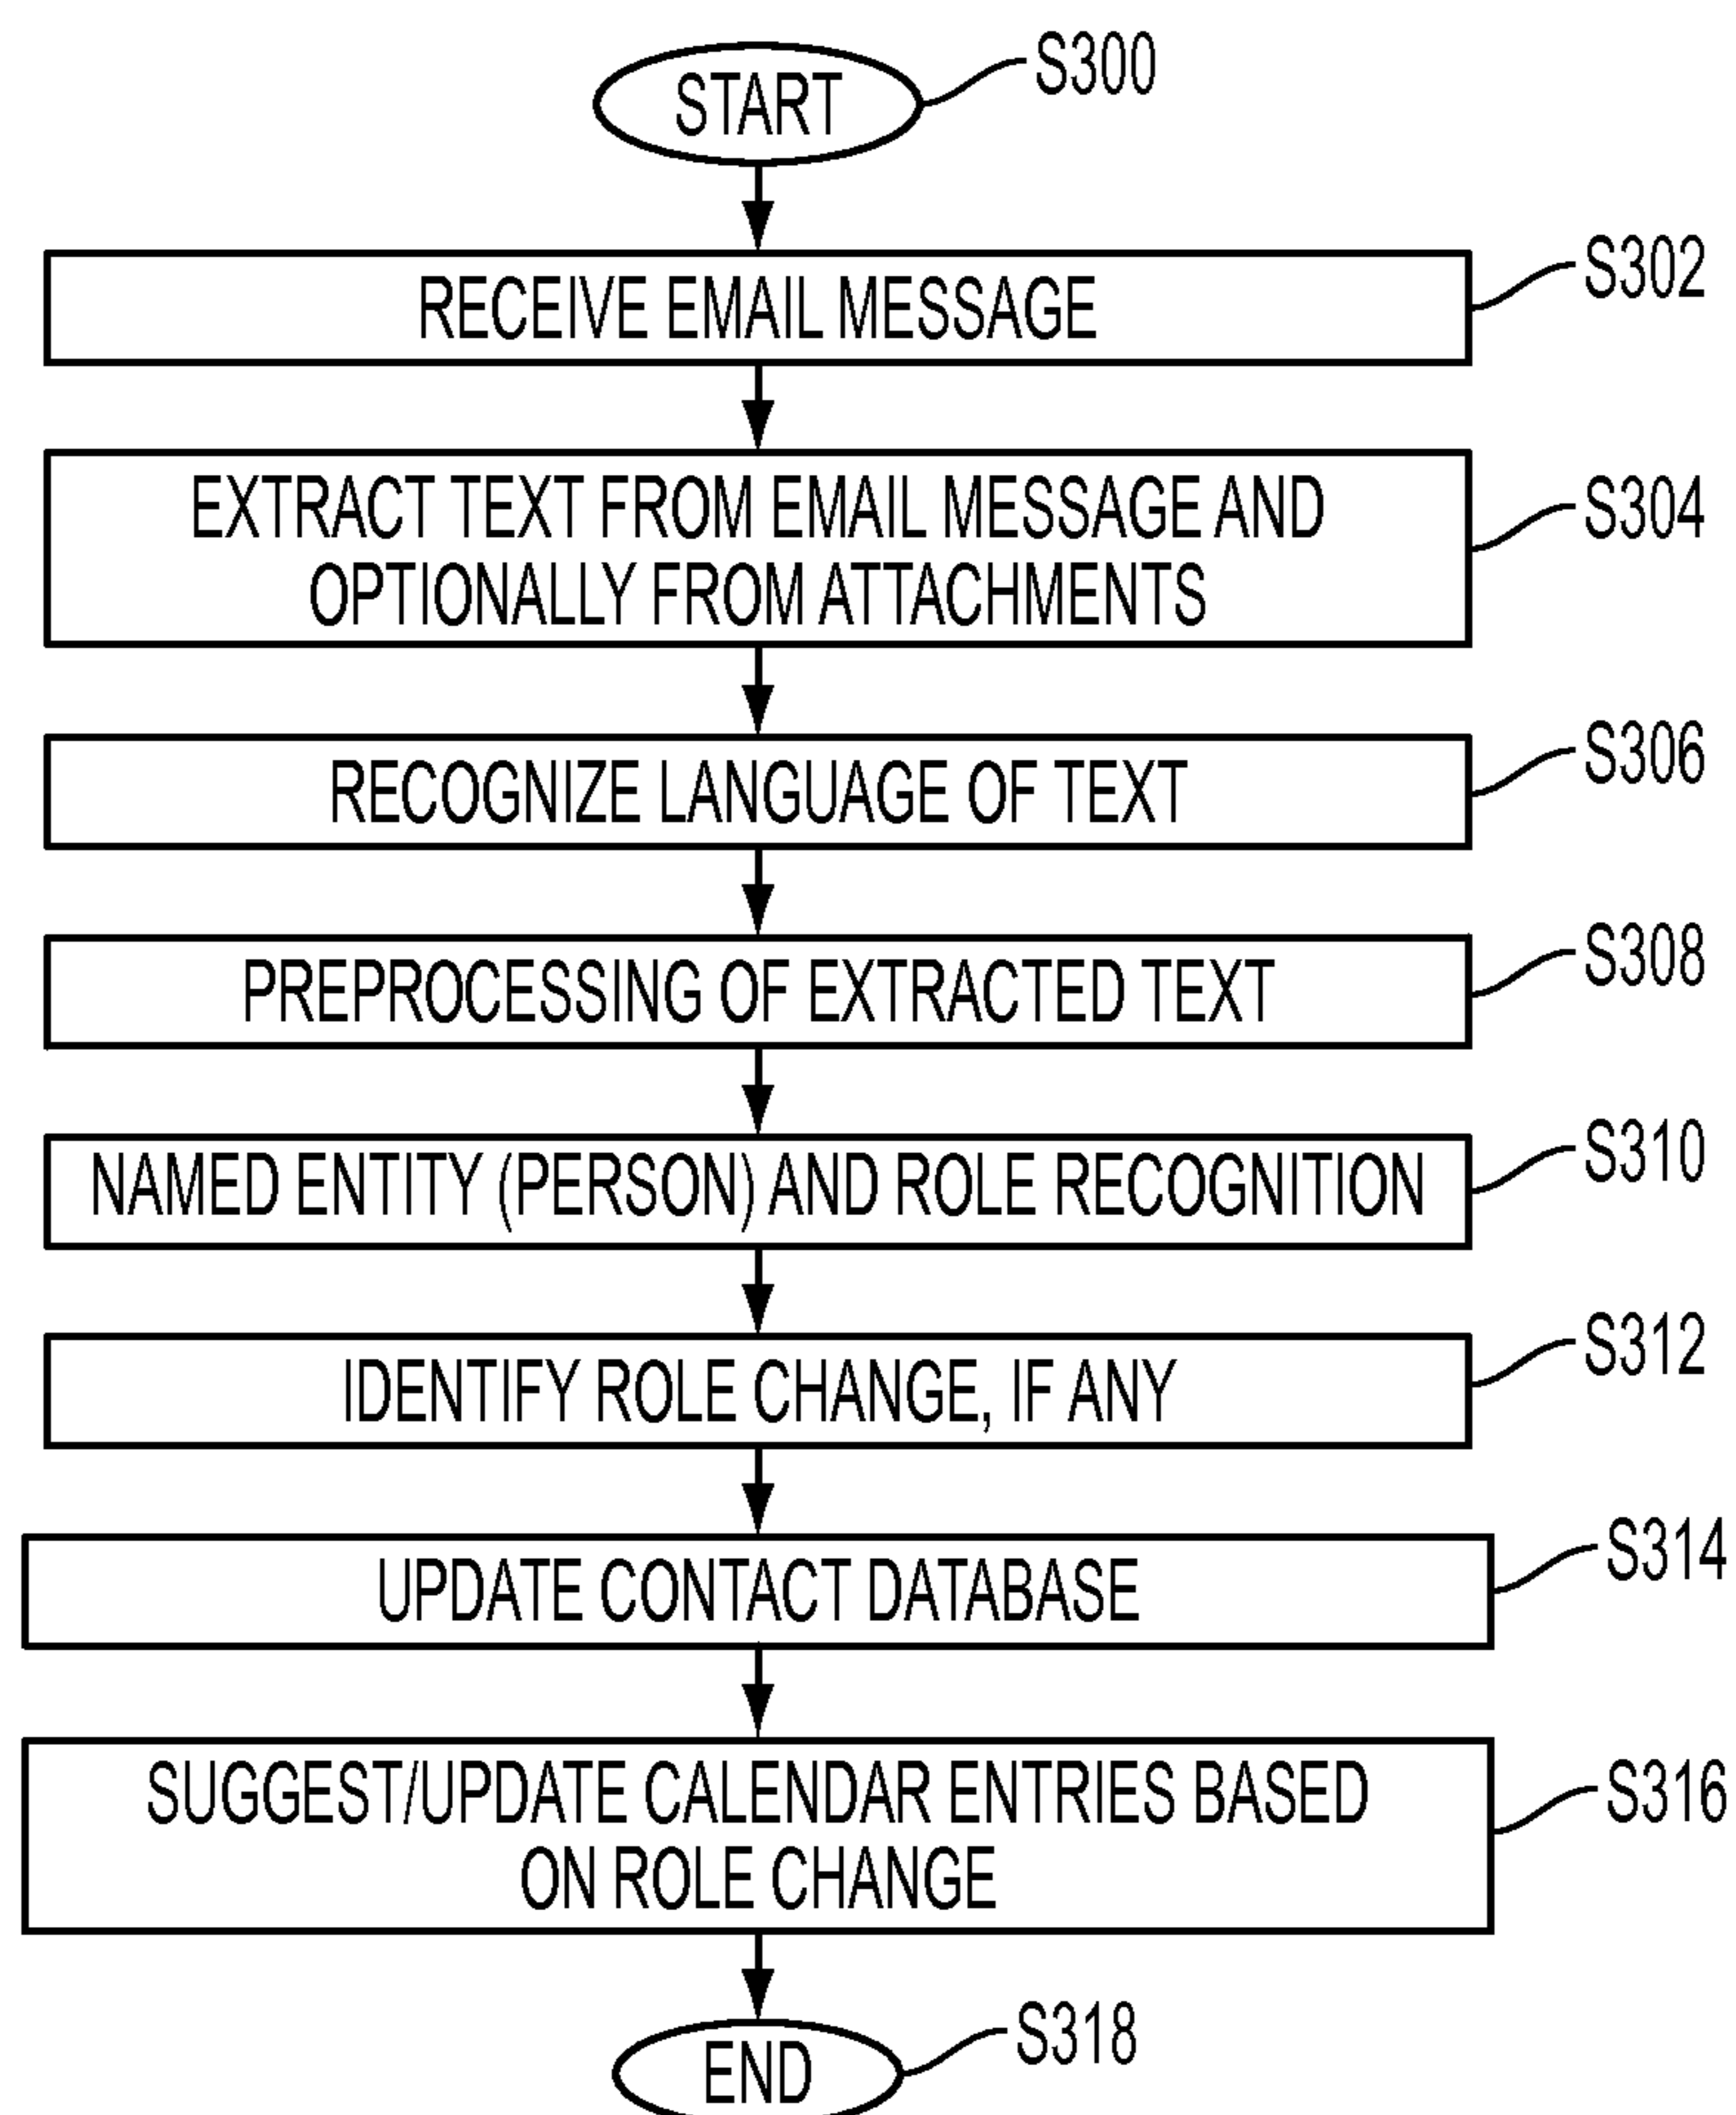 START
S300
RECEIVE EMAIL MESSAGE
S302
EXTRACT TEXT FROM EMAIL MESSAGE AND
OPTIONALLY FROM ATTACHMENTS
S304
RECOGNIZE LANGUAGE OF TEXT
S306
PREPROCESSING OF EXTRACTED TEXT
S308
NAMED ENTITY (PERSON) AND ROLE RECOGNITION
S310
IDENTIFY ROLE CHANGE, IF ANY
S312
UPDATE CONTACT DATABASE
S314
SUGGEST/UPDATE CALENDAR ENTRIES BASED
ON ROLE CHANGE
S316
END
S318